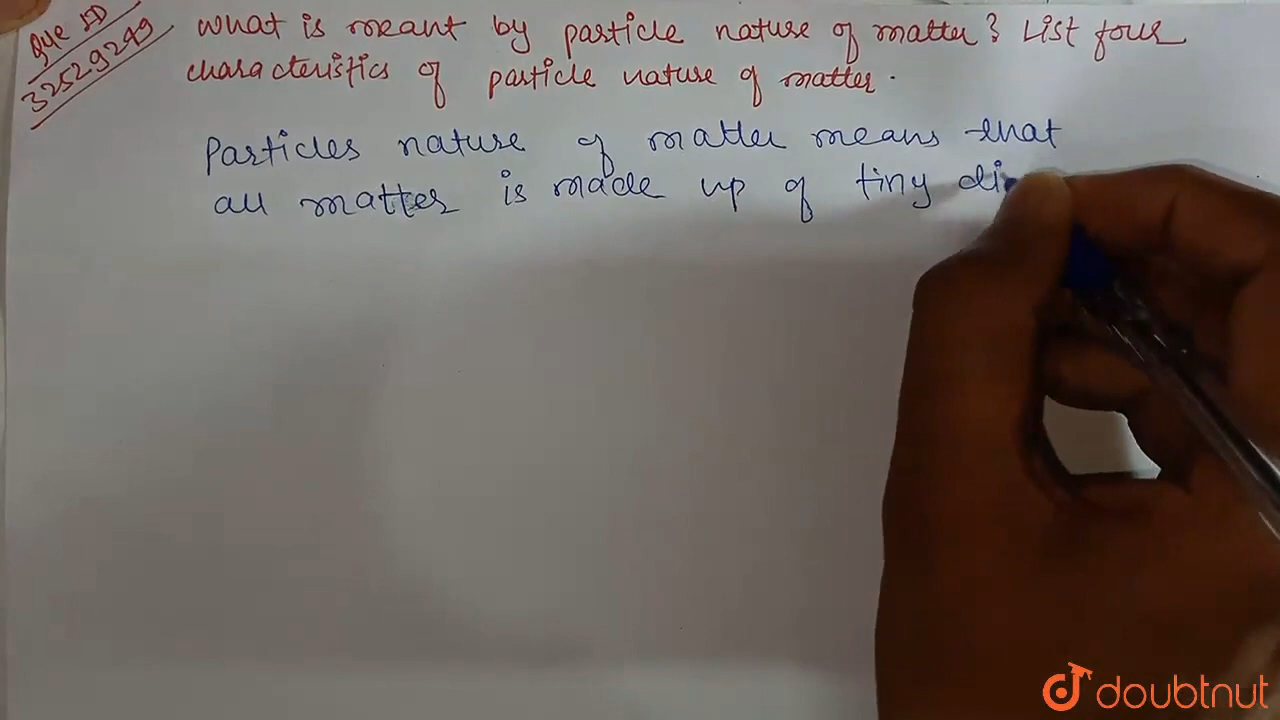 Que ID
32529249
What is meant by particle nature of matter? List four
characteristics of particle nature of matter.
Particles nature of matter means that
all matter is made up of tiny di
doubtnut